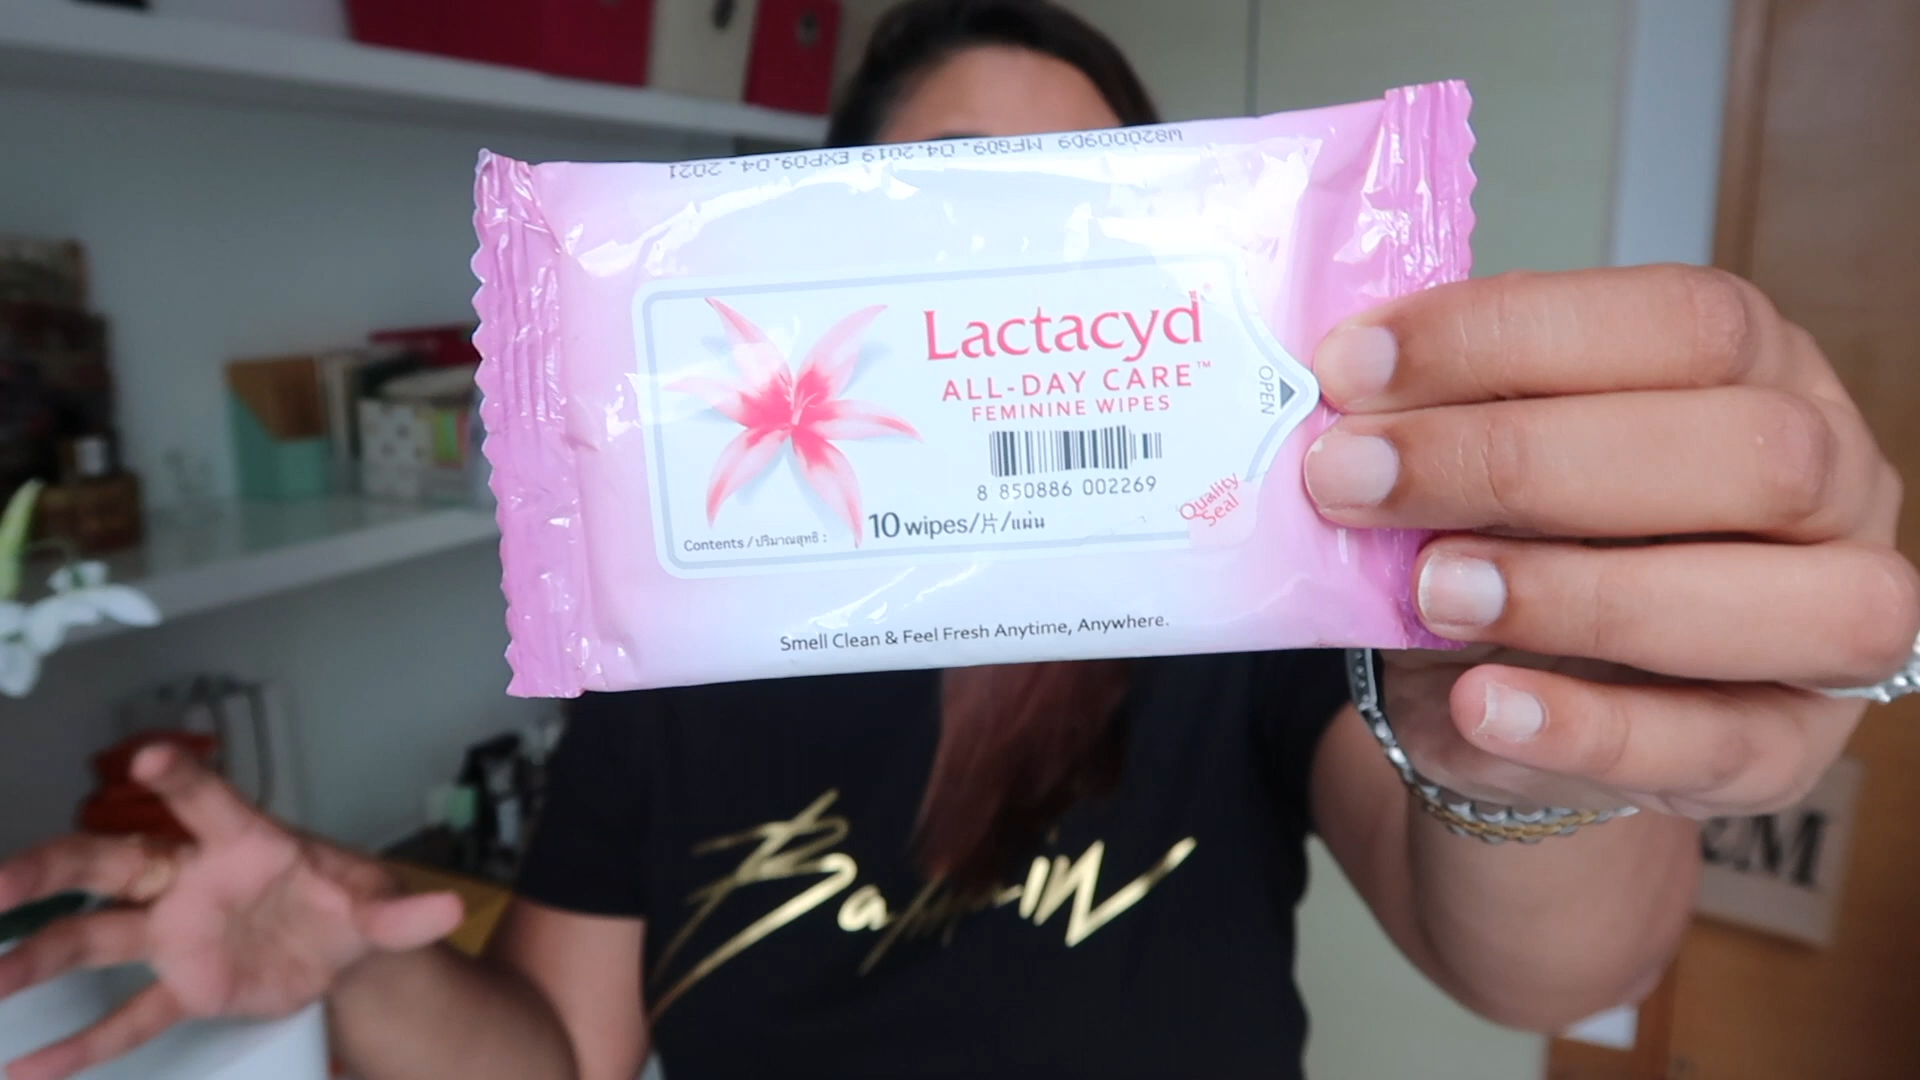 W820009D9 MFG09.04.2019 EXP09.04.2021
Lactacyd®
ALL-DAY CARE™
FEMININE WIPES
OPEN
8 850886 002269
Quality
Seal
Contents / ปริมาณสุทธิ : 10 wipes/片/แผ่น
Smell Clean & Feel Fresh Anytime, Anywhere.
Balmain